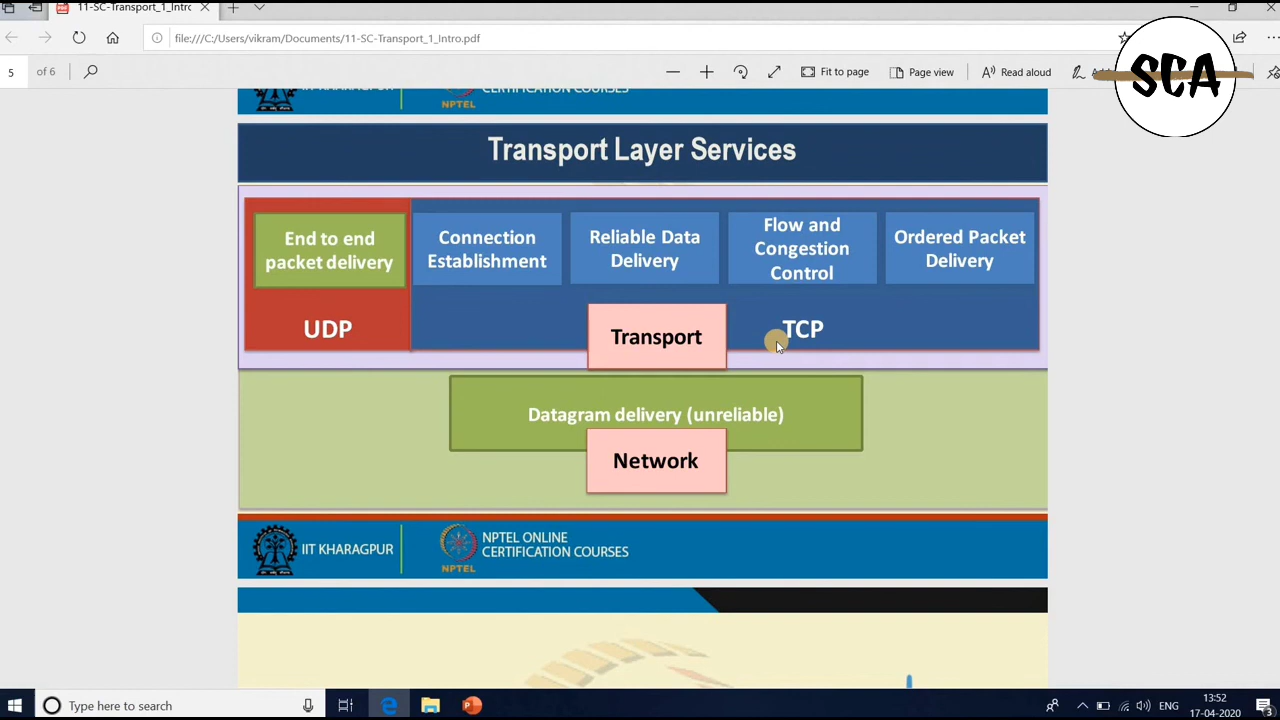 11-SC-Transport_1_Intro
file:///C:/Users/vikram/Documents/11-SC-Transport_1_Intro.pdf
5 of 6
Fit to page
Page view
Read aloud
SCA
CERTIFICATION COURSES
NPTEL
Transport Layer Services
End to end
packet delivery
Connection
Establishment
Reliable Data
Delivery
Flow and
Congestion
Control
Ordered Packet
Delivery
UDP
Transport
TCP
Datagram delivery (unreliable)
Network
IIT KHARAGPUR
NPTEL
NPTEL ONLINE
CERTIFICATION COURSES
Type here to search
ENG
13:52
17-04-2020